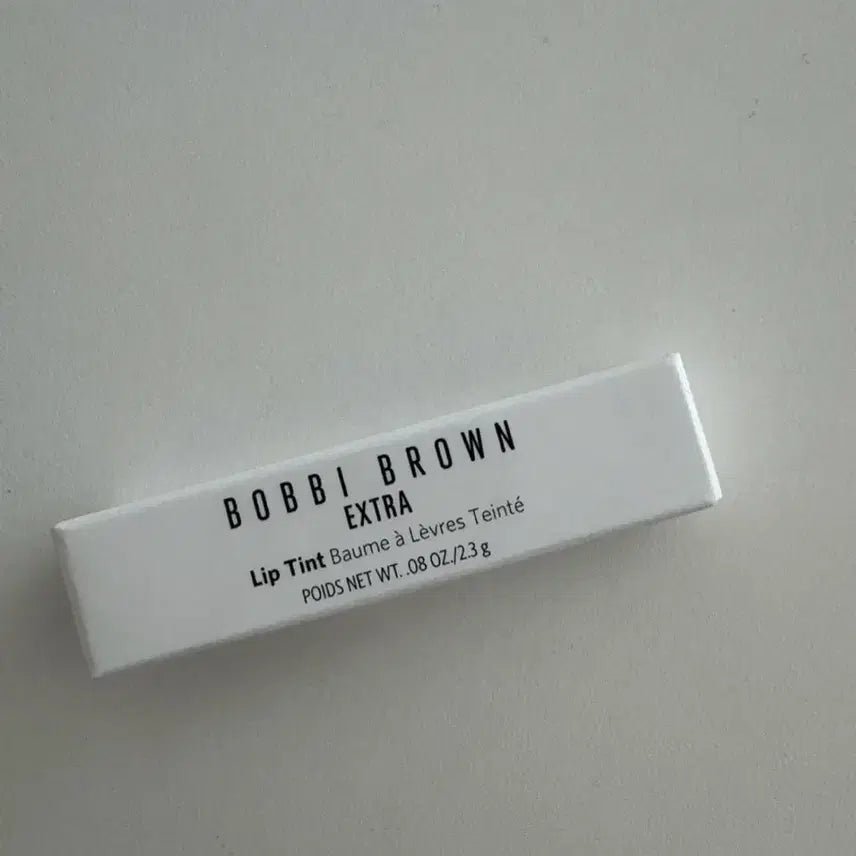 BOBBI BROWN
EXTRA
Lip Tint Baume à Lèvres Teinté
POIDS NET WT. .08 OZ./2.3 g